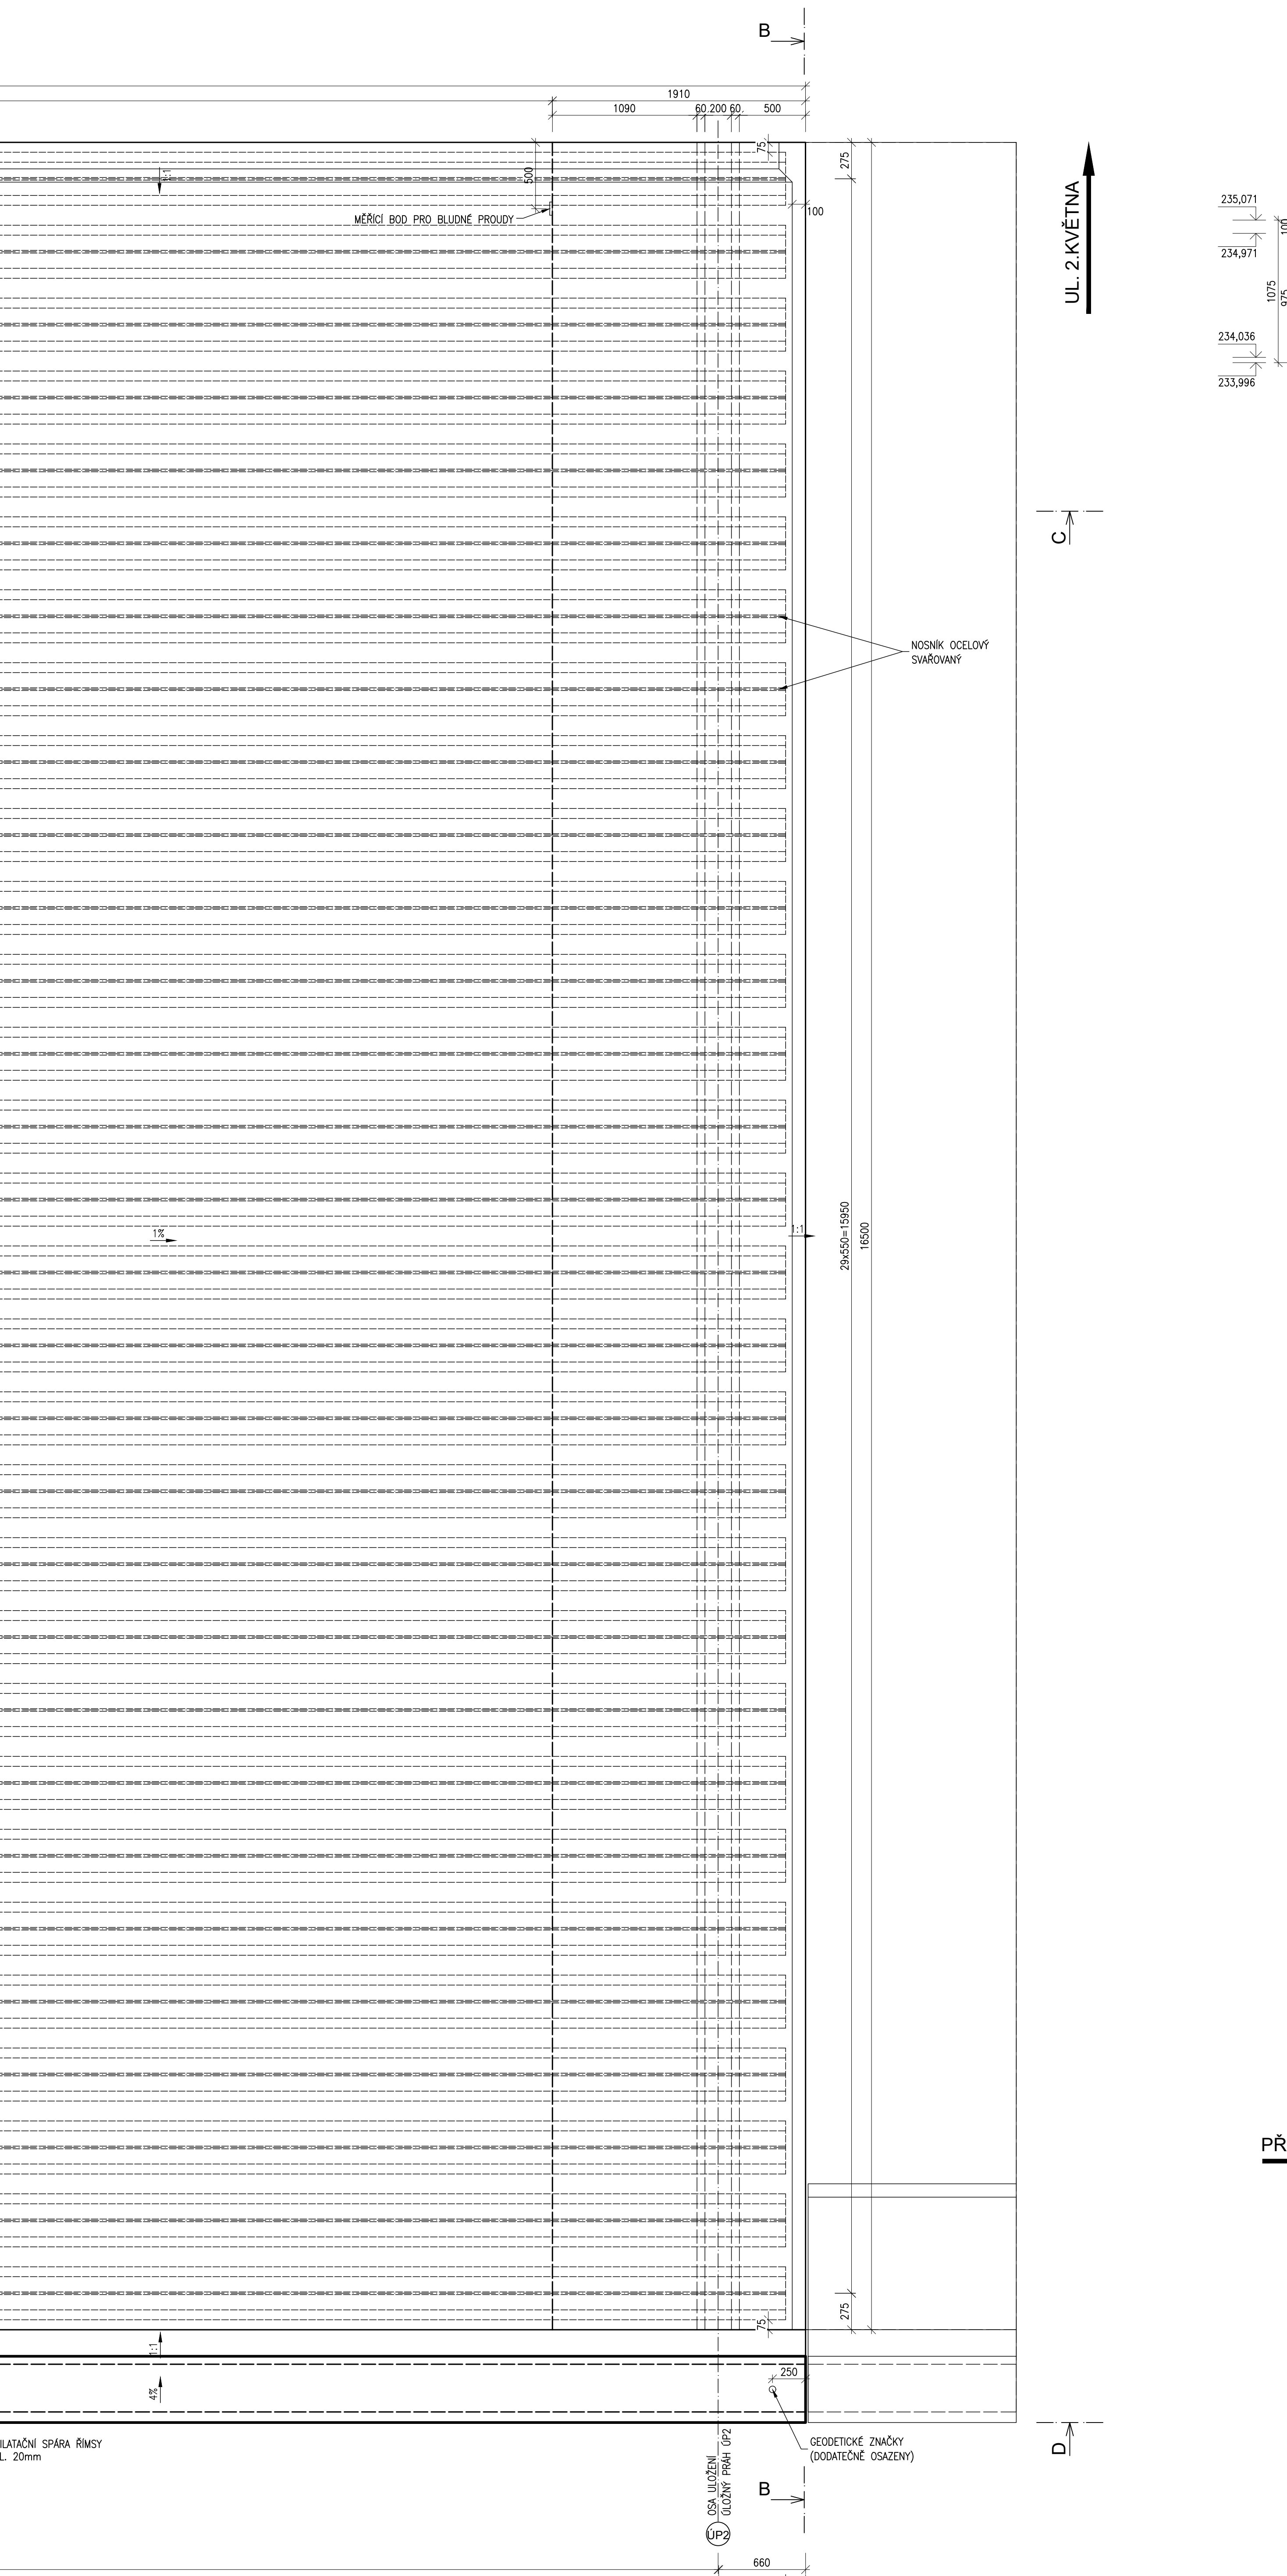 B
1910
1090
60
200
60
500
75
275
500
1:1
100
MĚŘÍCÍ BOD PRO BLUDNÉ PROUDY
UL. 2.KVĚTNA
235,071
234,971
100
1075
975
234,036
233,996
C
NOSNÍK OCELOVÝ
SVAŘOVANÝ
1%
1:1
29x550=15950
16500
PŘ
275
75
1:1
4%
250
ILATAČNÍ SPÁRA ŘÍMSY
L. 20mm
GEODETICKÉ ZNAČKY
(DODATEČNĚ OSAZENY)
D
OSA ULOŽENÍ
ÚLOŽNÝ PRÁH ÚP2
B
ÚP2
660